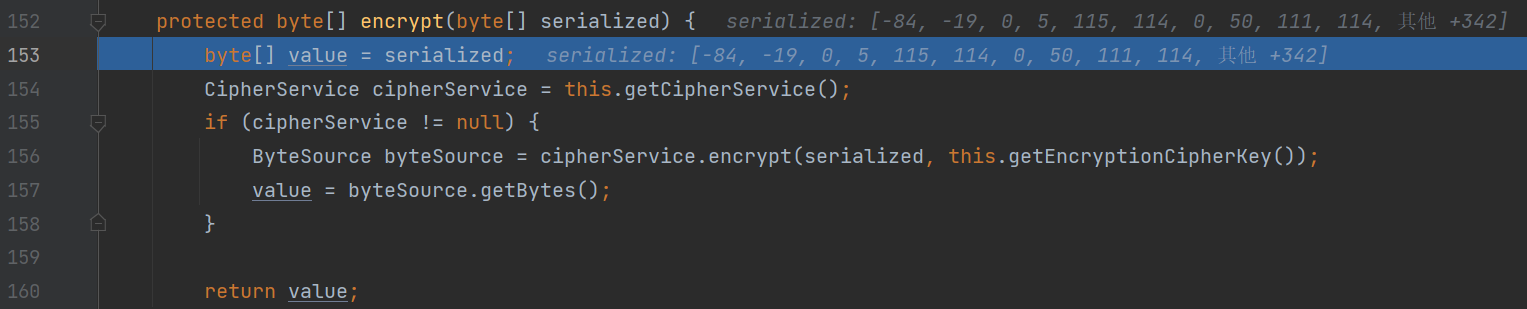 152 protected byte[] encrypt(byte[] serialized) { serialized: [-84, -19, 0, 5, 115, 114, 0, 50, 111, 114, 其他 +342]
153 byte[] value = serialized; serialized: [-84, -19, 0, 5, 115, 114, 0, 50, 111, 114, 其他 +342]
154 CipherService cipherService = this.getCipherService();
155 if (cipherService != null) {
156 ByteSource byteSource = cipherService.encrypt(serialized, this.getEncryptionCipherKey());
157 value = byteSource.getBytes();
158 }
159
160 return value;